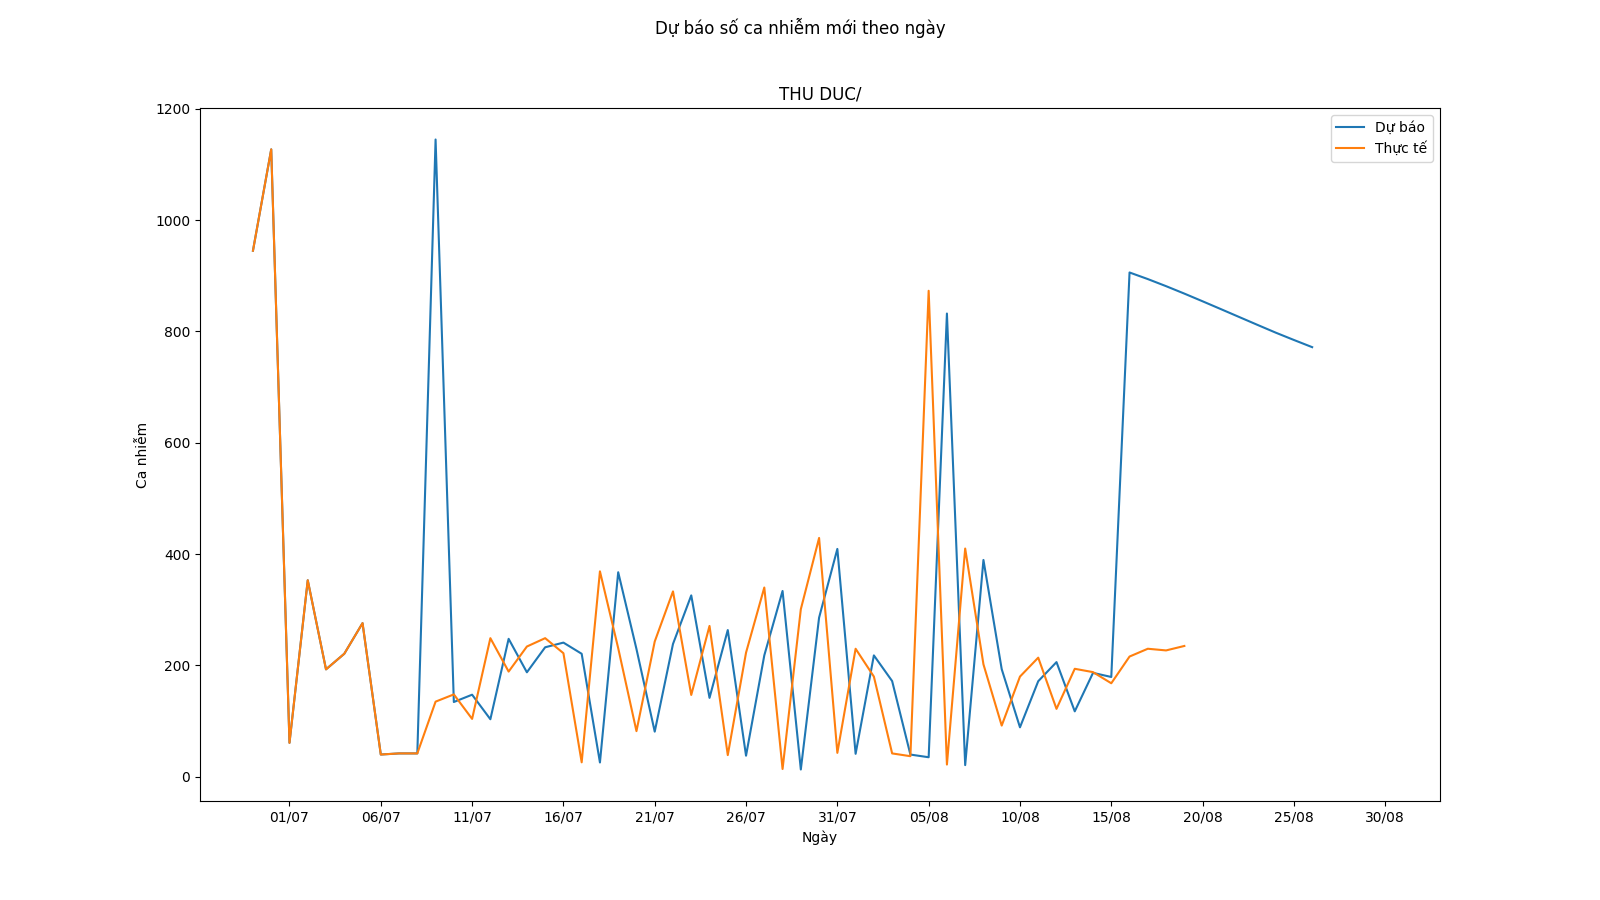 Dự báo số ca nhiễm mới theo ngày
THU DUC/
Dự báo
Thực tế
1200
1000
800
600
400
200
0
Ca nhiễm
01/07 06/07 11/07 16/07 21/07 26/07 31/07 05/08 10/08 15/08 20/08 25/08 30/08
Ngày